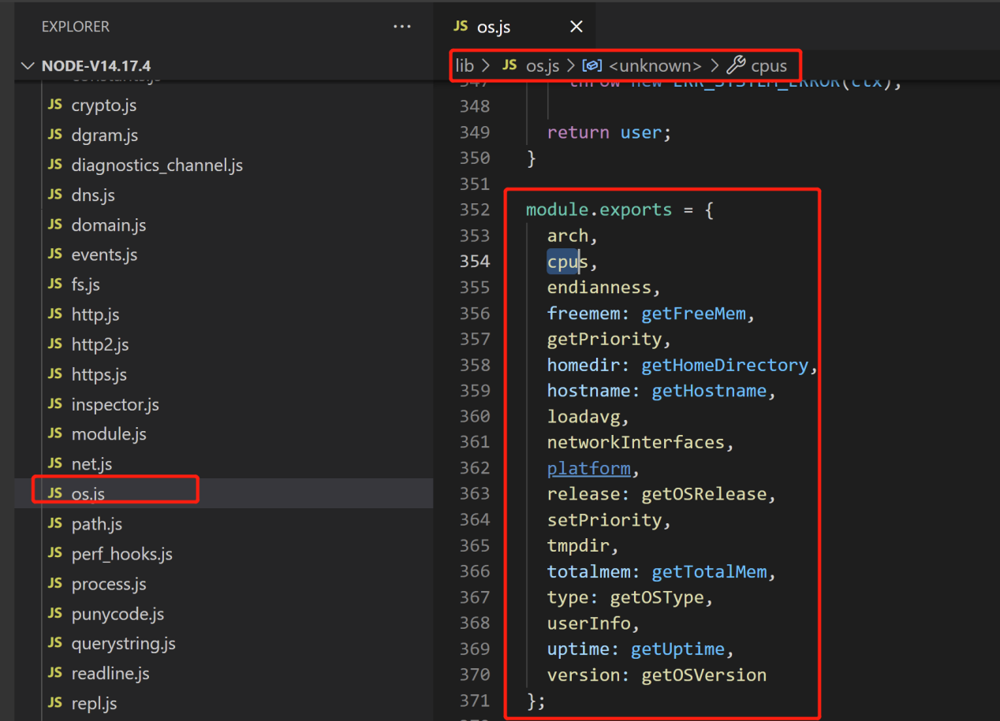 EXPLORER
NODE-V14.17.4
constants.js
JS crypto.js
JS dgram.js
JS diagnostics_channel.js
JS dns.js
JS domain.js
JS events.js
JS fs.js
JS http.js
JS http2.js
JS https.js
JS inspector.js
JS module.js
JS net.js
JS os.js
JS path.js
JS perf_hooks.js
JS process.js
JS punycode.js
JS querystring.js
JS readline.js
JS repl.js
JS os.js
lib > JS os.js > <unknown> > cpus
347 throw new ERR_SYSTEM_ERROR(ctx);
348
349 return user;
350 }
351
352 module.exports = {
353 arch,
354 cpus,
355 endianness,
356 freemem: getFreeMem,
357 getPriority,
358 homedir: getHomeDirectory,
359 hostname: getHostname,
360 loadavg,
361 networkInterfaces,
362 platform,
363 release: getOSRelease,
364 setPriority,
365 tmpdir,
366 totalmem: getTotalMem,
367 type: getOSType,
368 userInfo,
369 uptime: getUptime,
370 version: getOSVersion
371 };